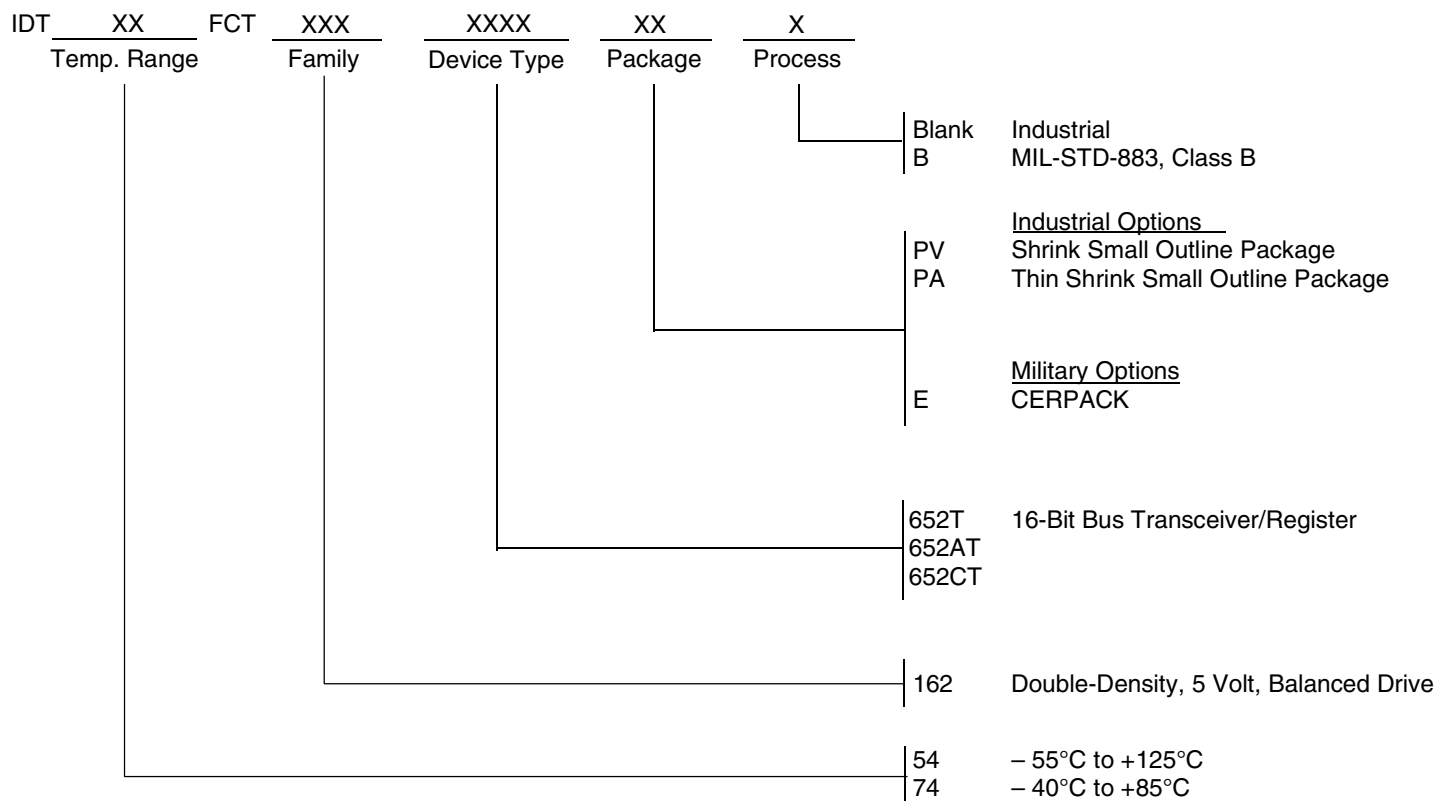 IDT XX FCT XXX XXXX XX X
Temp. Range Family Device Type Package Process
Blank Industrial
B MIL-STD-883, Class B
Industrial Options
PV Shrink Small Outline Package
PA Thin Shrink Small Outline Package
Military Options
E CERPACK
652T 16-Bit Bus Transceiver/Register
652AT
652CT
162 Double-Density, 5 Volt, Balanced Drive
54 – 55°C to +125°C
74 – 40°C to +85°C